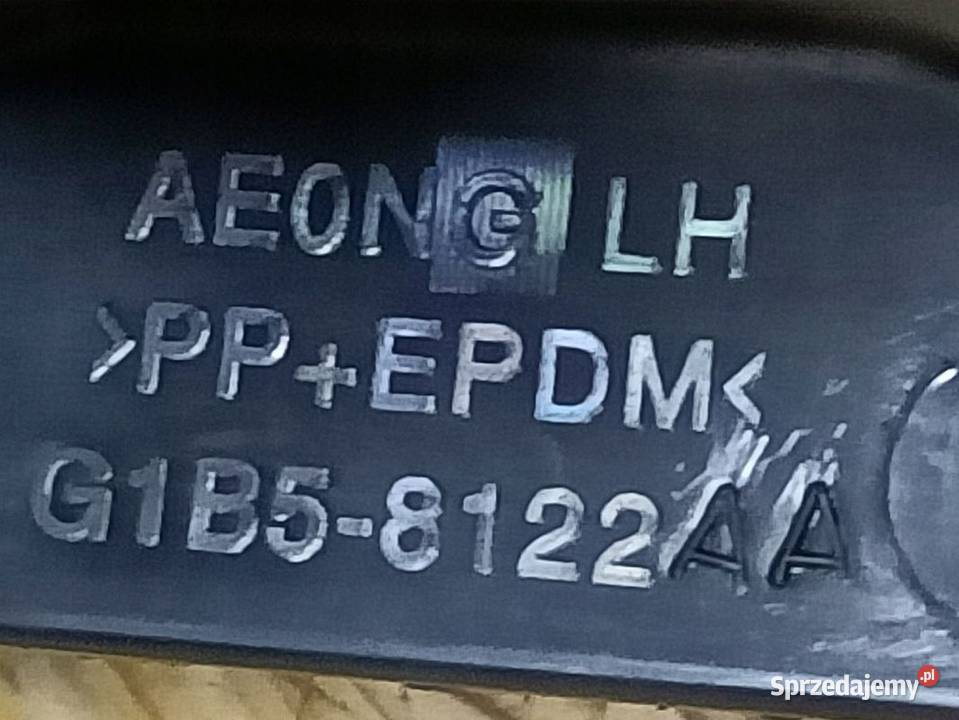 AE0NG LH
>PP+EPDM<
G1B5-8122AA
Sprzedajemy.pl